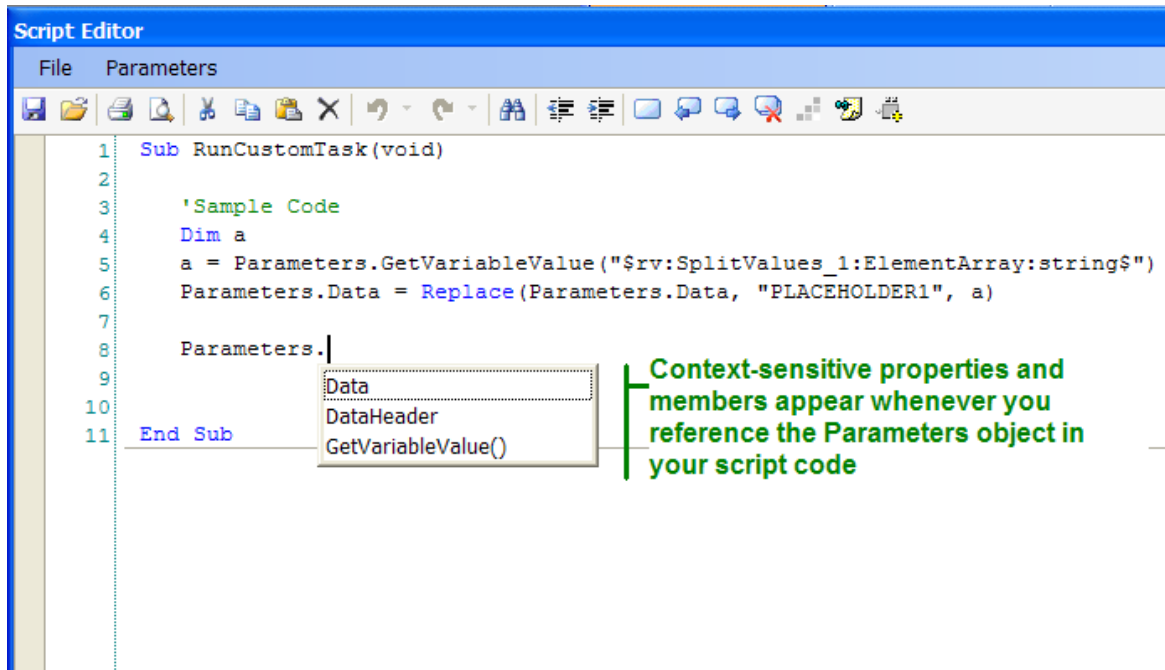 Script Editor
File Parameters
1 Sub RunCustomTask(void)
2
3 'Sample Code
4 Dim a
5 a = Parameters.GetVariableValue("$rv:SplitValues_1:ElementArray:string$")
6 Parameters.Data = Replace(Parameters.Data, "PLACEHOLDER1", a)
7
8 Parameters.
9
10
11 End Sub
Data
DataHeader
GetVariableValue()
Context-sensitive properties and
members appear whenever you
reference the Parameters object in
your script code